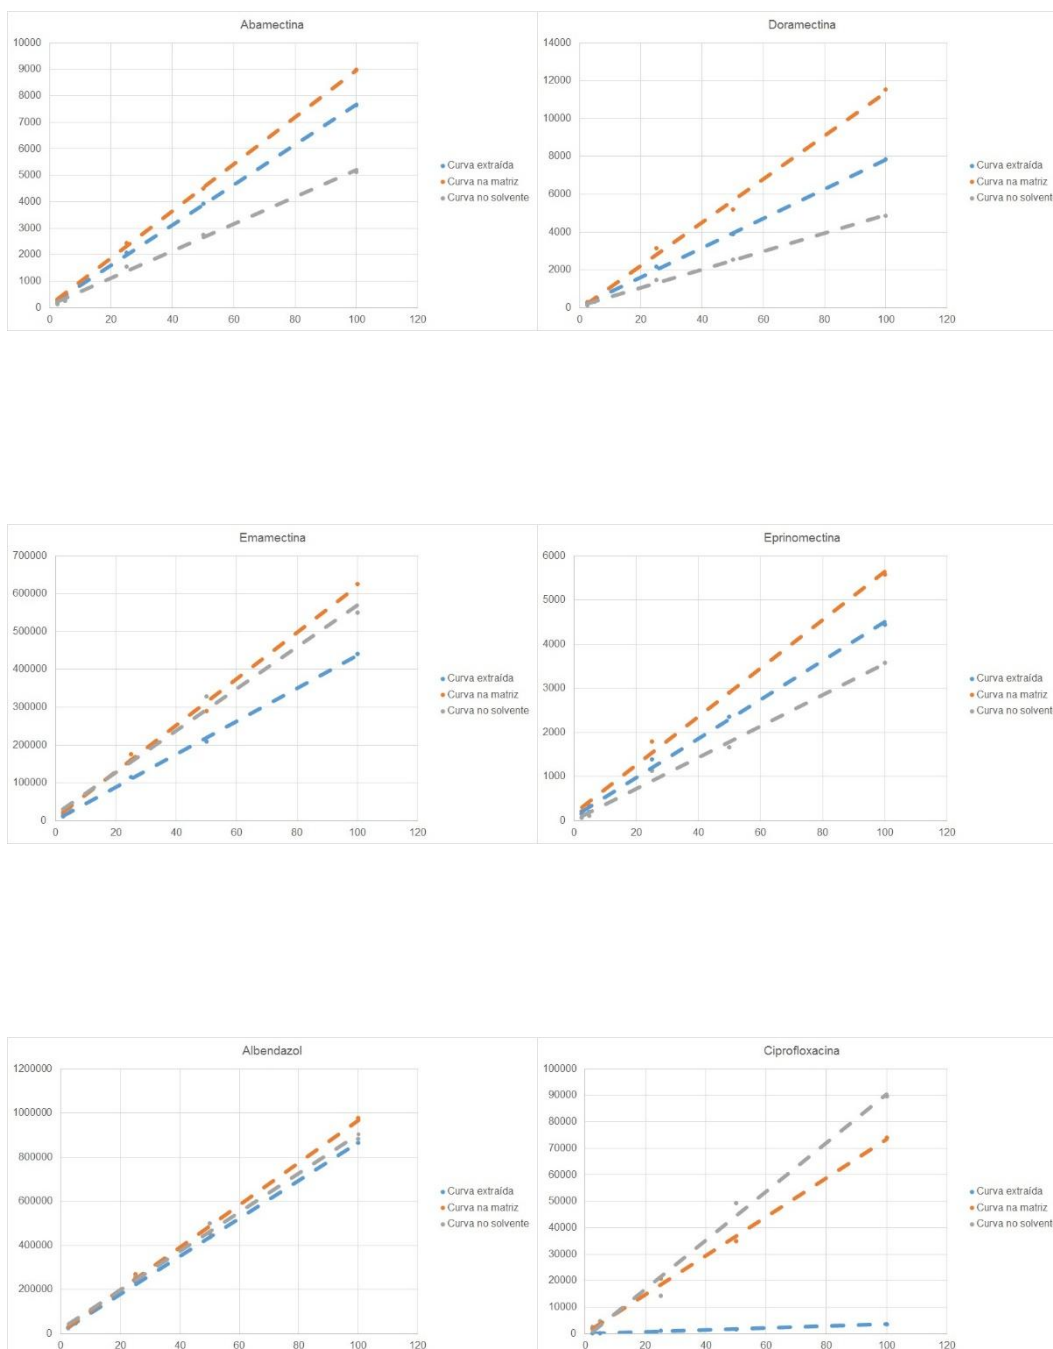 Abamectina
10000
9000
8000
7000
6000
5000
4000
3000
2000
1000
0
0 20 40 60 80 100 120
Curva extraída
Curva na matriz
Curva no solvente
Doramectina
14000
12000
10000
8000
6000
4000
2000
0
0 20 40 60 80 100 120
Curva extraída
Curva na matriz
Curva no solvente
Emamectina
700000
600000
500000
400000
300000
200000
100000
0
0 20 40 60 80 100 120
Curva extraída
Curva na matriz
Curva no solvente
Eprinomectina
6000
5000
4000
3000
2000
1000
0
0 20 40 60 80 100 120
Curva extraída
Curva na matriz
Curva no solvente
Albendazol
1200000
1000000
800000
600000
400000
200000
0
0 20 40 60 80 100 120
Curva extraída
Curva na matriz
Curva no solvente
Ciprofloxacina
100000
90000
80000
70000
60000
50000
40000
30000
20000
10000
0
0 20 40 60 80 100 120
Curva extraída
Curva na matriz
Curva no solvente